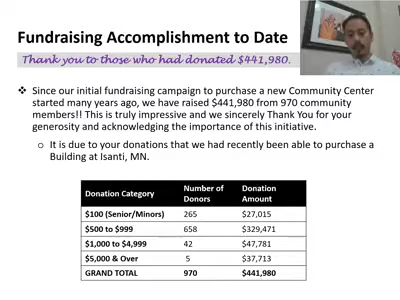 Fundraising Accomplishment to Date
Thank you to those who had donated $441,980.
❖ Since our initial fundraising campaign to purchase a new Community Center
started many years ago, we have raised $441,980 from 970 community
members!! This is truly impressive and we sincerely Thank You for your
generosity and acknowledging the importance of this initiative.
o It is due to your donations that we had recently been able to purchase a
Building at Isanti, MN.
Donation Category Number of Donors Donation Amount
$100 (Senior/Minors) 265 $27,015
$500 to $999 658 $329,471
$1,000 to $4,999 42 $47,781
$5,000 & Over 5 $37,713
GRAND TOTAL 970 $441,980